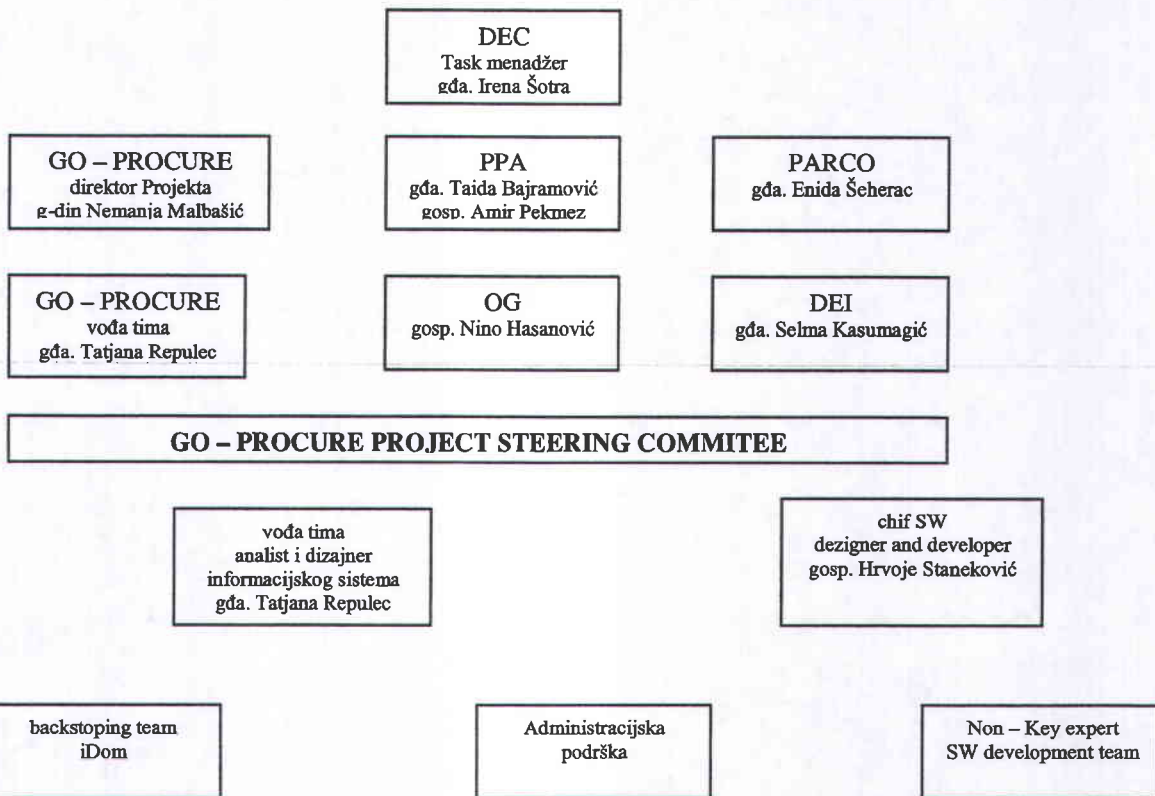 DEC
Task menadžer
gđa. Irena Šotra
GO – PROCURE
direktor Projekta
g-din Nemanja Malbašić
PPA
gđa. Taida Bajramović
gosp. Amir Pekmez
PARCO
gđa. Enida Šeherac
GO – PROCURE
vođa tima
gđa. Tatjana Repulec
OG
gosp. Nino Hasanović
DEI
gđa. Selma Kasumagić
GO – PROCURE PROJECT STEERING COMMITEE
vođa tima
analist i dizajner
informacijskog sistema
gđa. Tatjana Repulec
chif SW
dezigner and developer
gosp. Hrvoje Staneković
backstoping team
iDom
Administracijska
podrška
Non – Key expert
SW development team